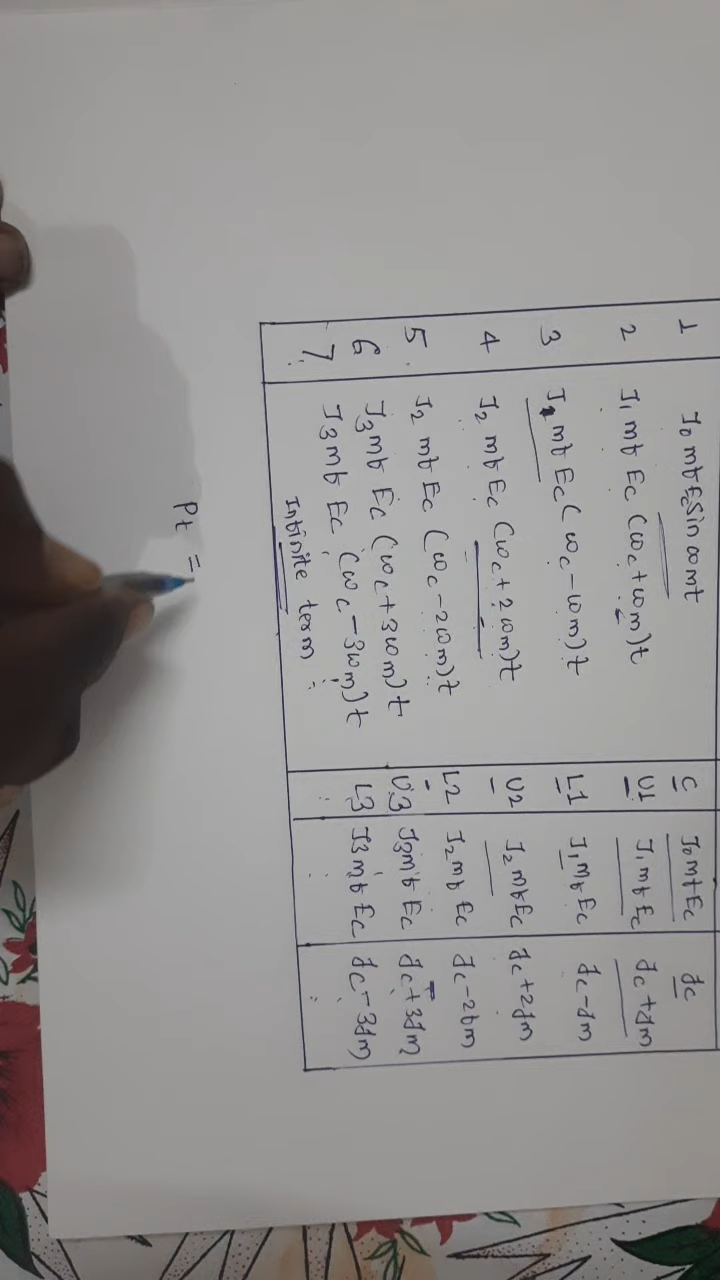 1 J0 mf Ec Sin ωmt C J0 mf Ec fc
2 J1 mf Ec (ωc+ωm)t U1 J1 mf Ec fc+fm
3 J1 mf Ec (ωc-ωm)t L1 J1 mf Ec fc-fm
4 J2 mf Ec (ωc+2ωm)t U2 J2 mf Ec fc+2fm
5 J2 mf Ec (ωc-2ωm)t L2 J2 mf Ec fc-2fm
6 J3 mf Ec (ωc+3ωm)t U3 J3 mf Ec fc+3fm
7 J3 mf Ec (ωc-3ωm)t L3 J3 mf Ec fc-3fm
Infinite term
Pt =